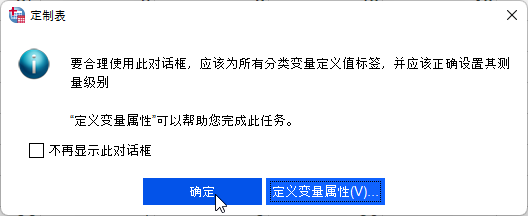 定制表
要合理使用此对话框，应该为所有分类变量定义值标签，并应该正确设置其测
量级别
“定义变量属性”可以帮助您完成此任务。
不再显示此对话框
确定
定义变量属性(V)...